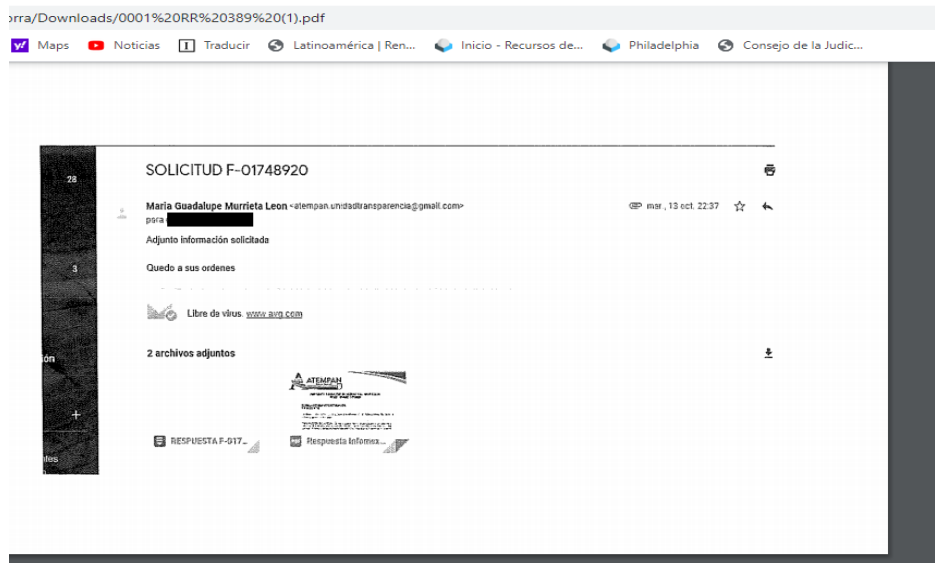 orra/Downloads/0001%20RR%20389%20(1).pdf
Maps Noticias Traducir Latinoamérica | Ren... Inicio - Recursos de... Philadelphia Consejo de la Judic...
SOLICITUD F-01748920
28
Maria Guadalupe Murrieta Leon <atempan.unidadtransparencia@gmail.com> mar., 13 oct. 22:37
para
Adjunto información solicitada
3
Quedo a sus ordenes
Libre de virus. www.avg.com
2 archivos adjuntos
ión
ATEMPAN
+
RESPUESTA F-017... Respuesta Infomex...
ntes